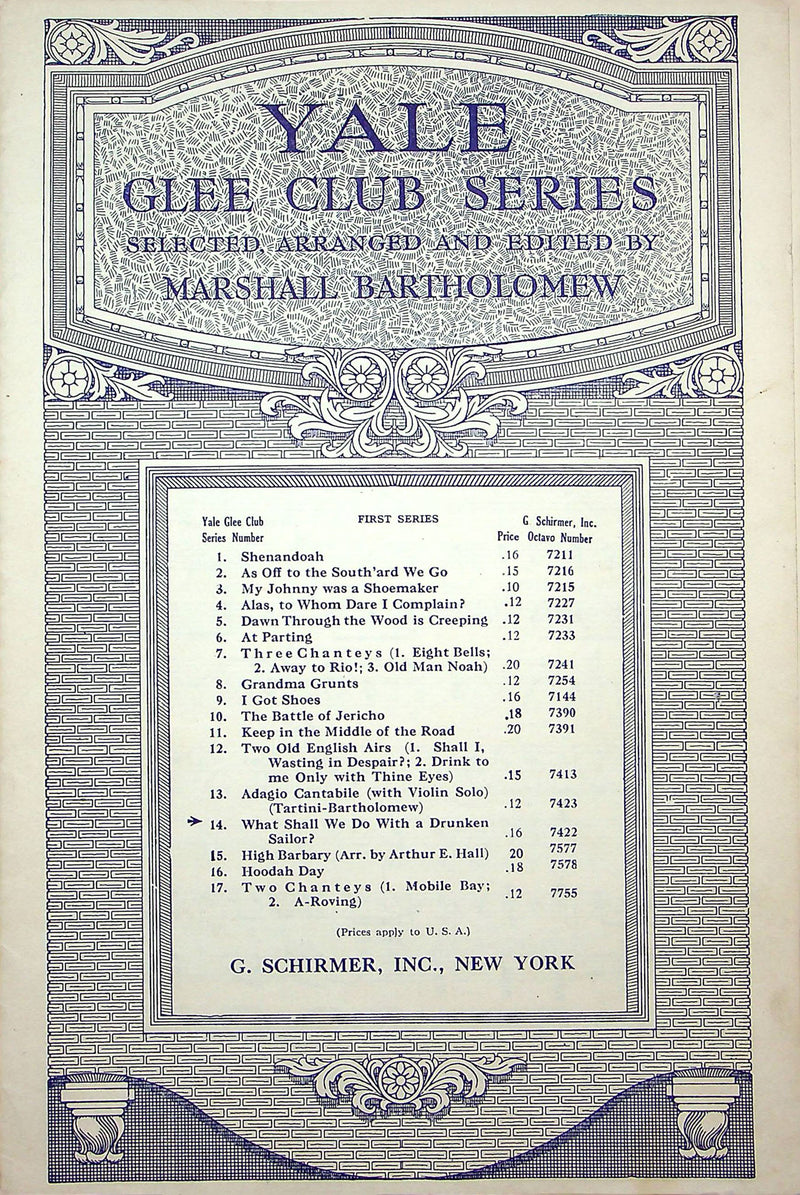 YALE
GLEE CLUB SERIES
SELECTED, ARRANGED AND EDITED BY
MARSHALL BARTHOLOMEW
Yale Glee Club FIRST SERIES G Schirmer, Inc.
Series Number Price Octavo Number
1. Shenandoah .16 7211
2. As Off to the South'ard We Go .15 7216
3. My Johnny was a Shoemaker .10 7215
4. Alas, to Whom Dare I Complain? .12 7227
5. Dawn Through the Wood is Creeping .12 7231
6. At Parting .12 7233
7. Three Chanteys (1. Eight Bells;
2. Away to Rio!; 3. Old Man Noah) .20 7241
8. Grandma Grunts .12 7254
9. I Got Shoes .16 7144
10. The Battle of Jericho .18 7390
11. Keep in the Middle of the Road .20 7391
12. Two Old English Airs (1. Shall I,
Wasting in Despair?; 2. Drink to
me Only with Thine Eyes) .15 7413
13. Adagio Cantabile (with Violin Solo)
(Tartini-Bartholomew) .12 7423
➛ 14. What Shall We Do With a Drunken
Sailor? .16 7422
15. High Barbary (Arr. by Arthur E. Hall) 20 7577
16. Hoodah Day .18 7578
17. Two Chanteys (1. Mobile Bay;
2. A-Roving) .12 7755
(Prices apply to U. S. A.)
G. SCHIRMER, INC., NEW YORK